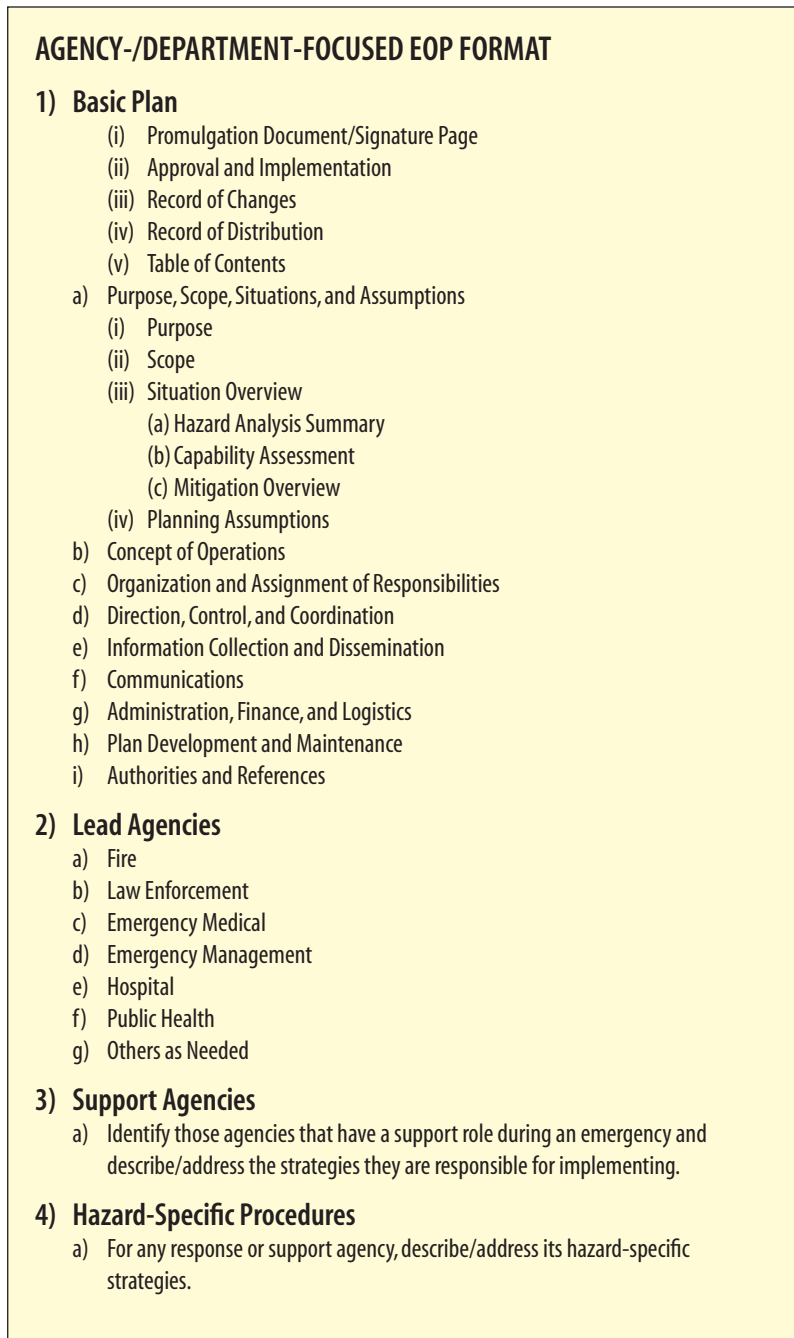 AGENCY-/DEPARTMENT-FOCUSED EOP FORMAT
1) Basic Plan
(i) Promulgation Document/Signature Page
(ii) Approval and Implementation
(iii) Record of Changes
(iv) Record of Distribution
(v) Table of Contents
a) Purpose, Scope, Situations, and Assumptions
(i) Purpose
(ii) Scope
(iii) Situation Overview
(a) Hazard Analysis Summary
(b) Capability Assessment
(c) Mitigation Overview
(iv) Planning Assumptions
b) Concept of Operations
c) Organization and Assignment of Responsibilities
d) Direction, Control, and Coordination
e) Information Collection and Dissemination
f) Communications
g) Administration, Finance, and Logistics
h) Plan Development and Maintenance
i) Authorities and References
2) Lead Agencies
a) Fire
b) Law Enforcement
c) Emergency Medical
d) Emergency Management
e) Hospital
f) Public Health
g) Others as Needed
3) Support Agencies
a) Identify those agencies that have a support role during an emergency and
describe/address the strategies they are responsible for implementing.
4) Hazard-Specific Procedures
a) For any response or support agency, describe/address its hazard-specific
strategies.